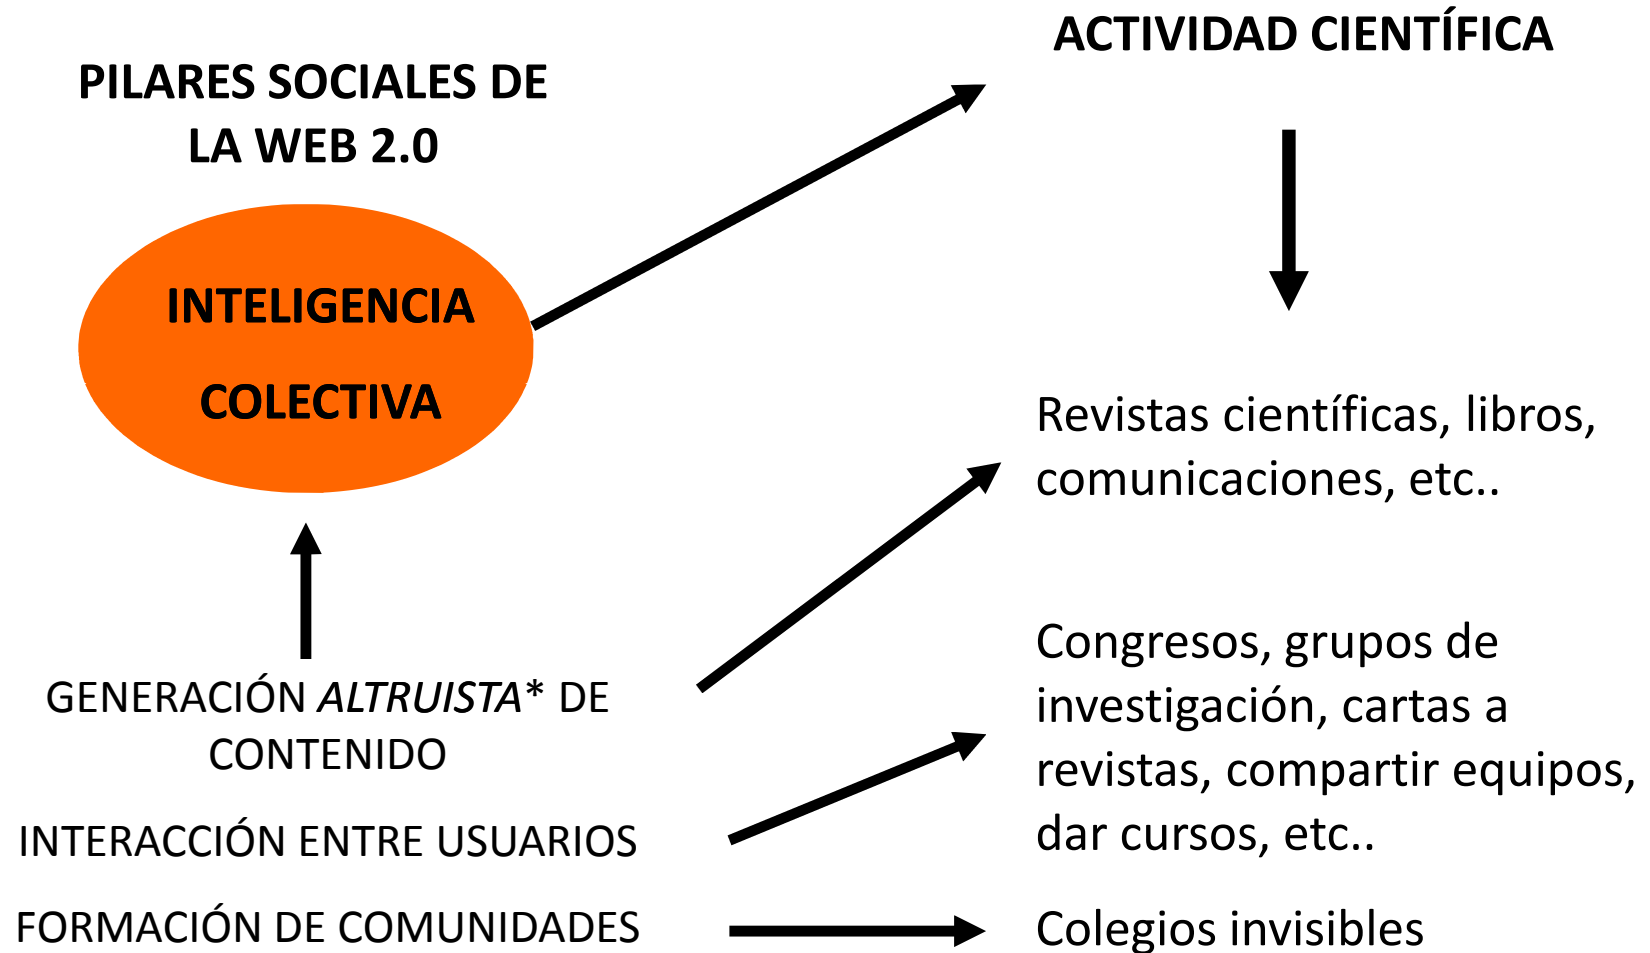 PILARES SOCIALES DE
LA WEB 2.0
INTELIGENCIA
COLECTIVA
GENERACIÓN ALTRUISTA* DE
CONTENIDO
INTERACCIÓN ENTRE USUARIOS
FORMACIÓN DE COMUNIDADES
ACTIVIDAD CIENTÍFICA
Revistas científicas, libros,
comunicaciones, etc..
Congresos, grupos de
investigación, cartas a
revistas, compartir equipos,
dar cursos, etc..
Colegios invisibles